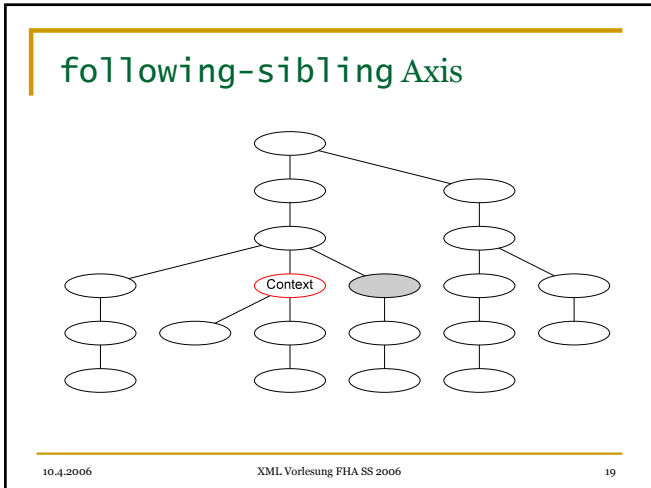 following-sibling Axis
Context
10.4.2006 XML Vorlesung FHA SS 2006 19